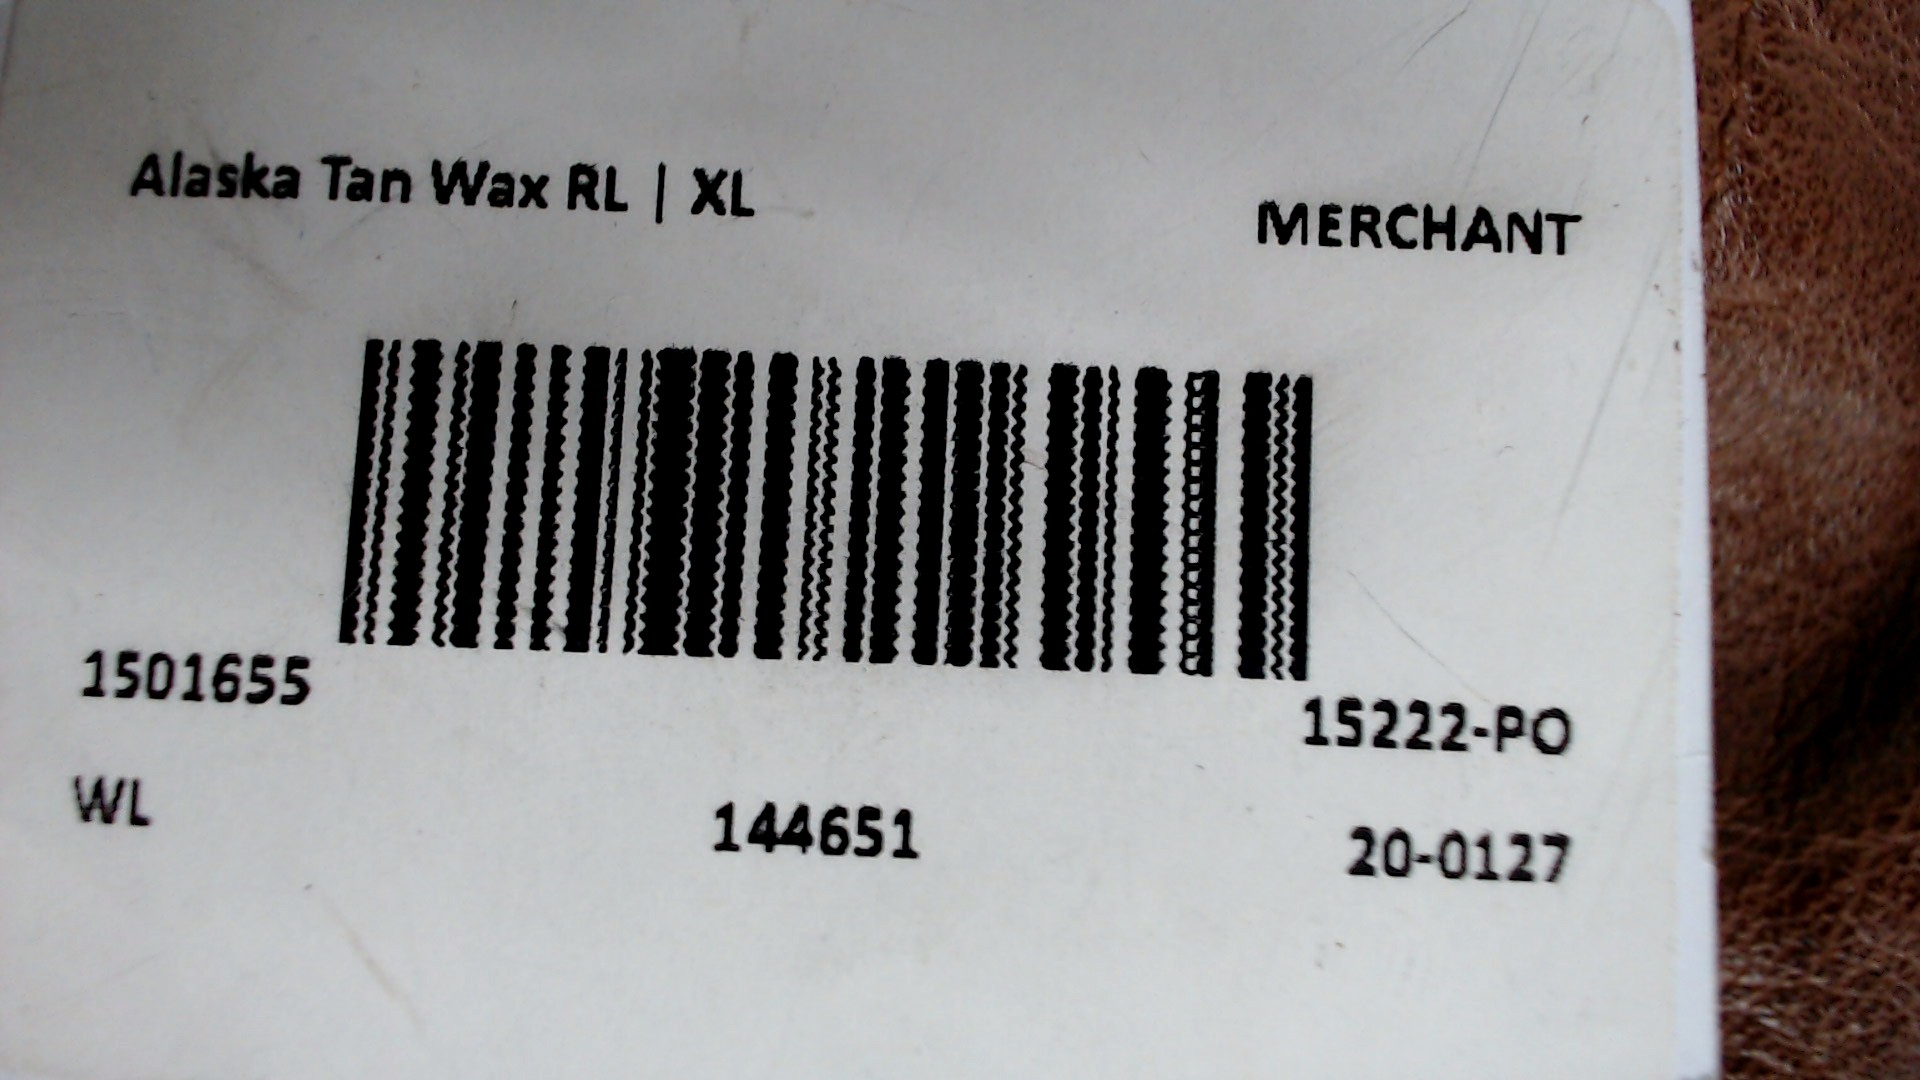 Alaska Tan Wax RL | XL
MERCHANT
1501655
15222-PO
WL
144651
20-0127